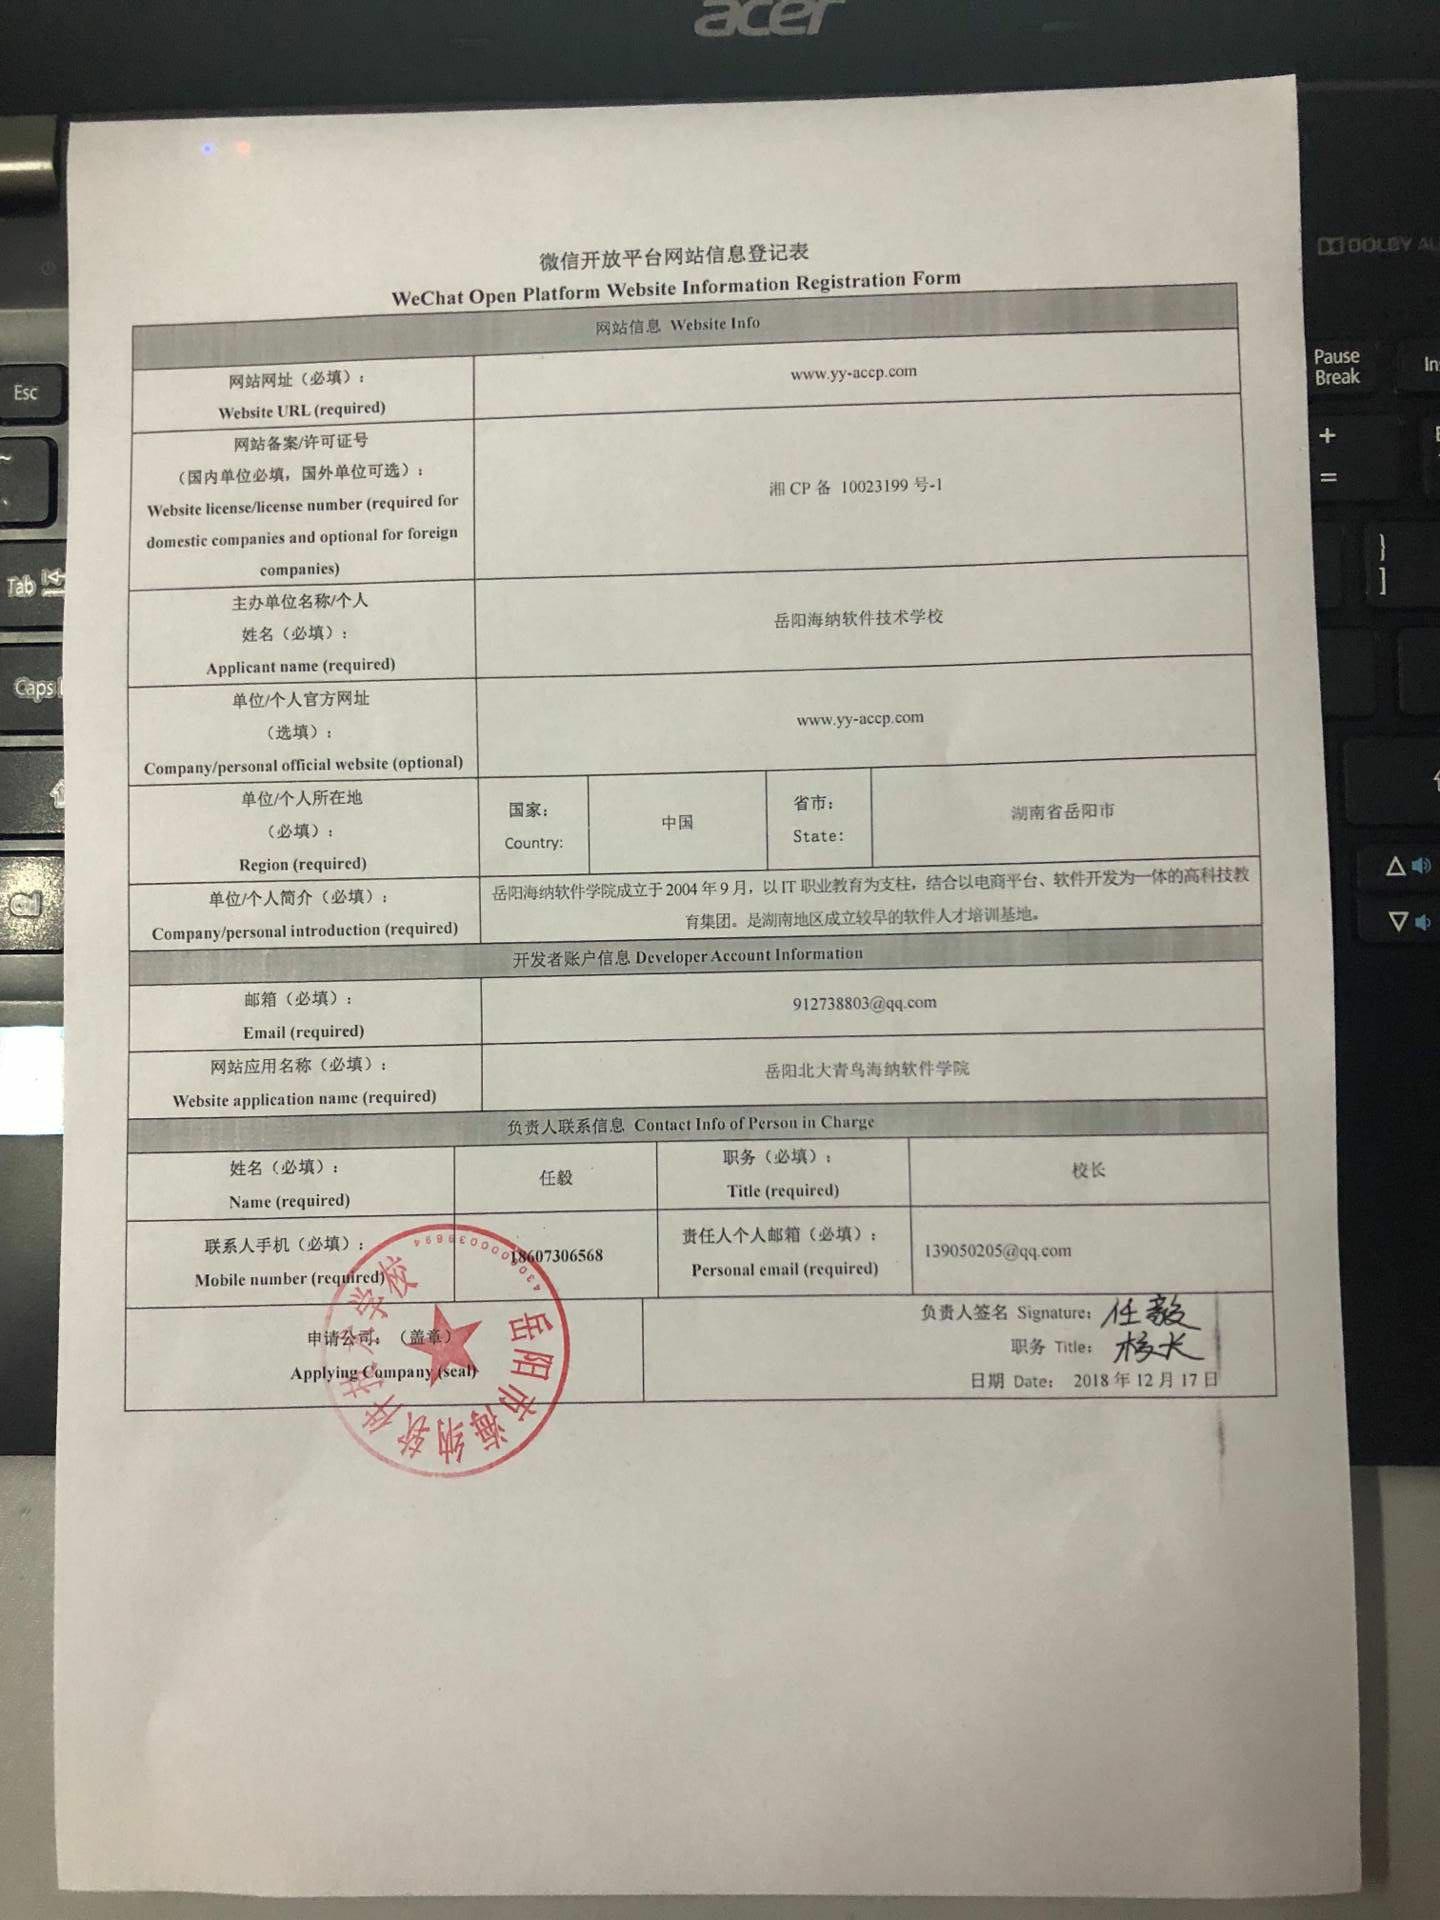 acer
DOLBY
Pause
Break
Esc
Tab
Caps
微信开放平台网站信息登记表
WeChat Open Platform Website Information Registration Form
网站信息 Website Info
网站网址（必填）：
Website URL (required)
www.yy-accp.com
网站备案/许可证号
（国内单位必填，国外单位可选）：
Website license/license number (required for
domestic companies and optional for foreign
companies)
湘 CP 备 10023199 号-1
主办单位名称/个人
姓名（必填）：
Applicant name (required)
岳阳海纳软件技术学校
单位/个人官方网址
（选填）：
Company/personal official website (optional)
www.yy-accp.com
单位/个人所在地
（必填）：
Region (required)
国家：
Country:
中国
省市：
State:
湖南省岳阳市
单位/个人简介（必填）：
Company/personal introduction (required)
岳阳海纳软件学院成立于 2004 年 9 月，以 IT 职业教育为支柱，结合以电商平台、软件开发为一体的高科技教
育集团。是湖南地区成立较早的软件人才培训基地。
开发者账户信息 Developer Account Information
邮箱（必填）：
Email (required)
912738803@qq.com
网站应用名称（必填）：
Website application name (required)
岳阳北大青鸟海纳软件学院
负责人联系信息 Contact Info of Person in Charge
姓名（必填）：
Name (required)
任毅
职务（必填）：
Title (required)
校长
联系人手机（必填）：
Mobile number (required)
18607306568
责任人个人邮箱（必填）：
Personal email (required)
139050205@qq.com
申请公司：（盖章）
Applying Company (seal)
岳阳市海纳软件技术学校
负责人签名 Signature: 任毅
职务 Title: 校长
日期 Date: 2018 年 12 月 17 日